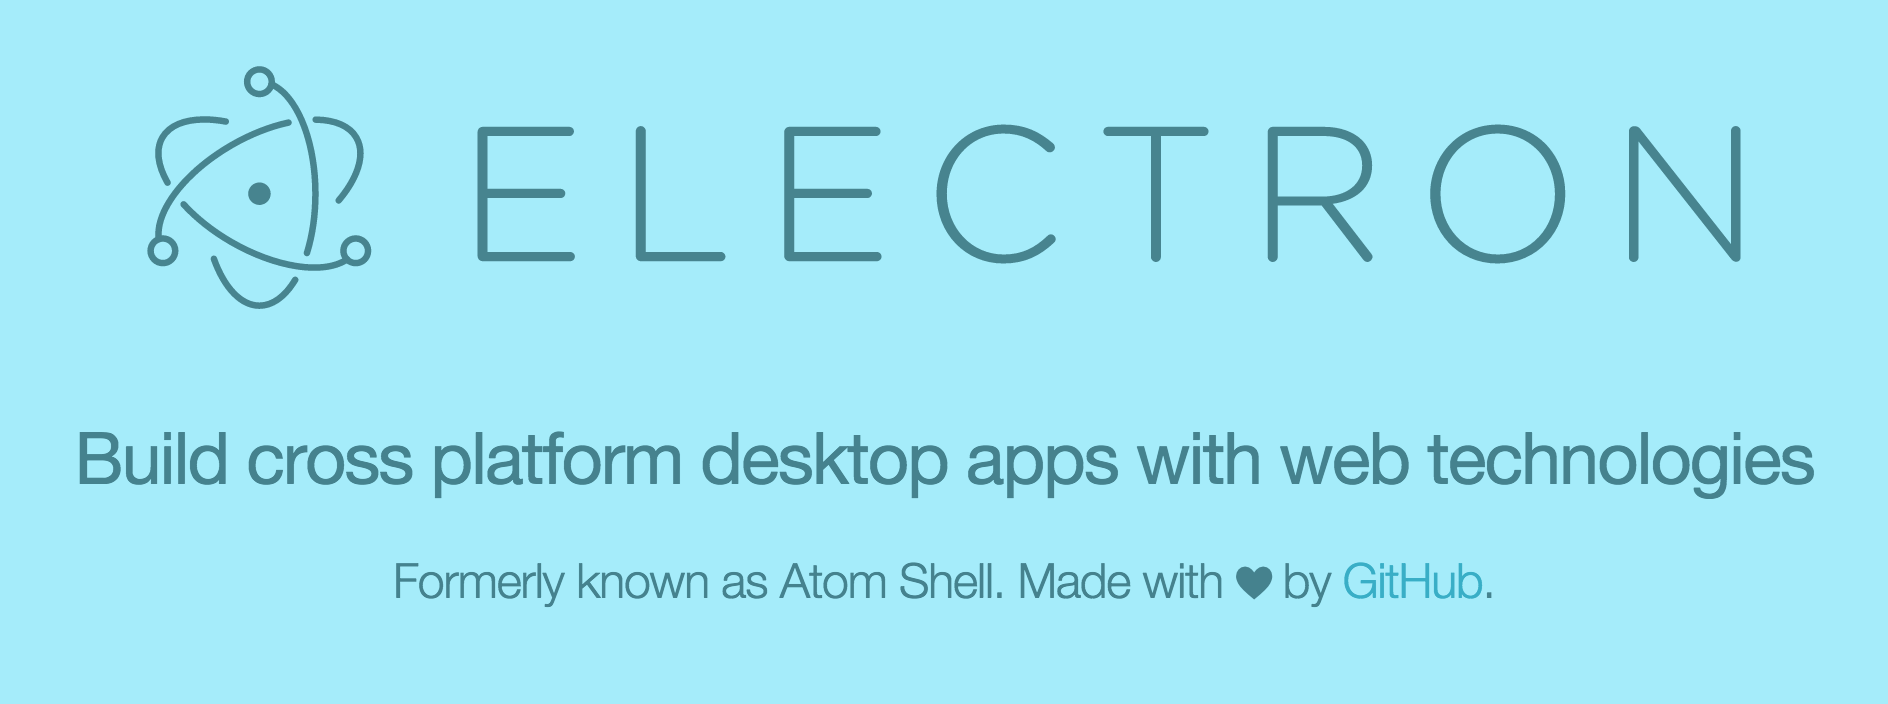 ELECTRON
Build cross platform desktop apps with web technologies
Formerly known as Atom Shell. Made with ♥ by GitHub.